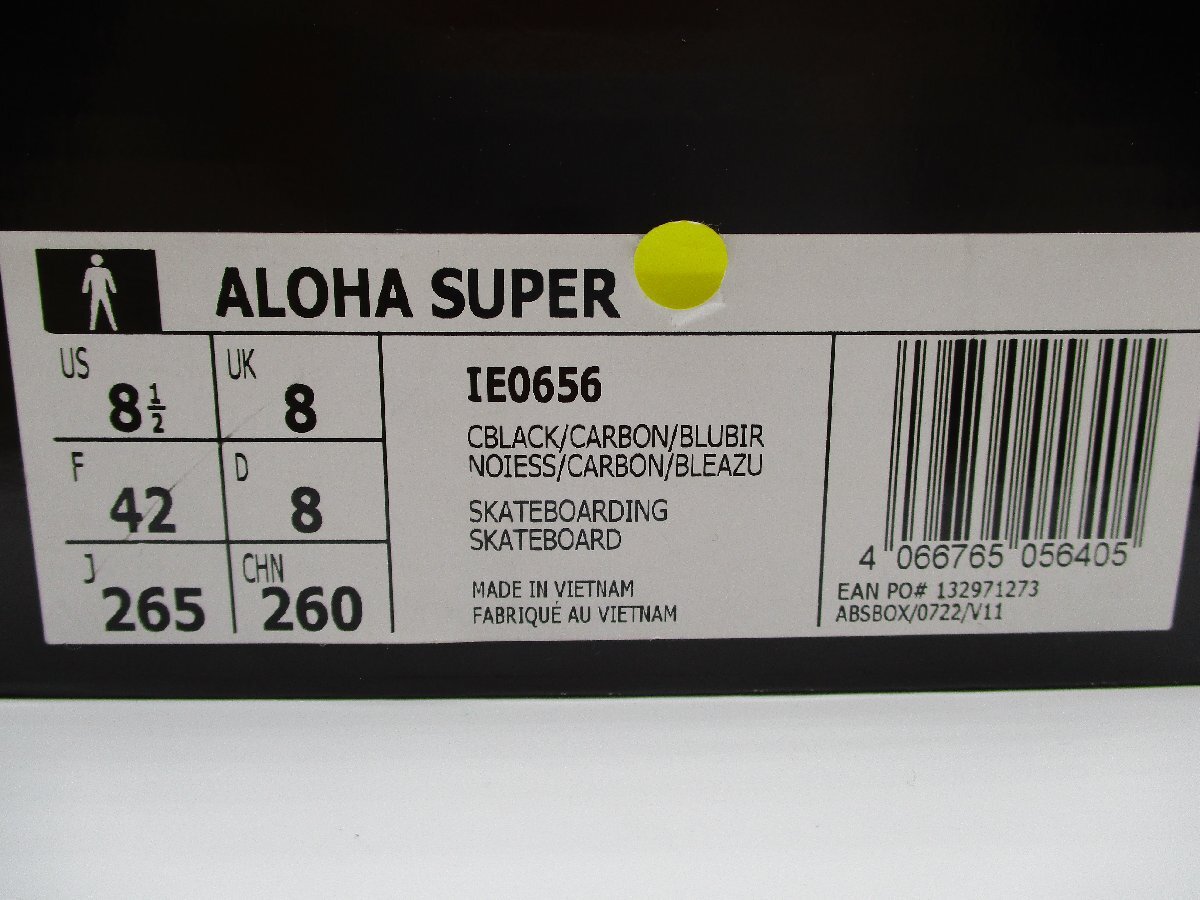 ALOHA SUPER
US 8 1/2
UK 8
F 42
D 8
J 265
CHN 260
IE0656
CBLACK/CARBON/BLUBIR
NOIESS/CARBON/BLEAZU
SKATEBOARDING
SKATEBOARD
MADE IN VIETNAM
FABRIQUÉ AU VIETNAM
4 066765 056405
EAN PO# 132971273
ABSBOX/0722/V11